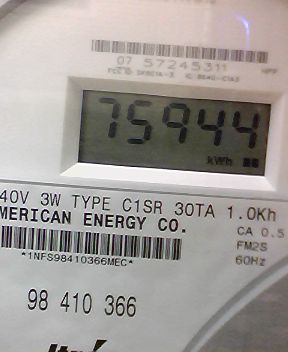 07 57245311
75944
kWh
40V 3W TYPE C1SR 30TA 1.0Kh
MERICAN ENERGY CO.
CA 0.5
FM2S
60Hz
*1NFS98410366MEC*
98 410 366